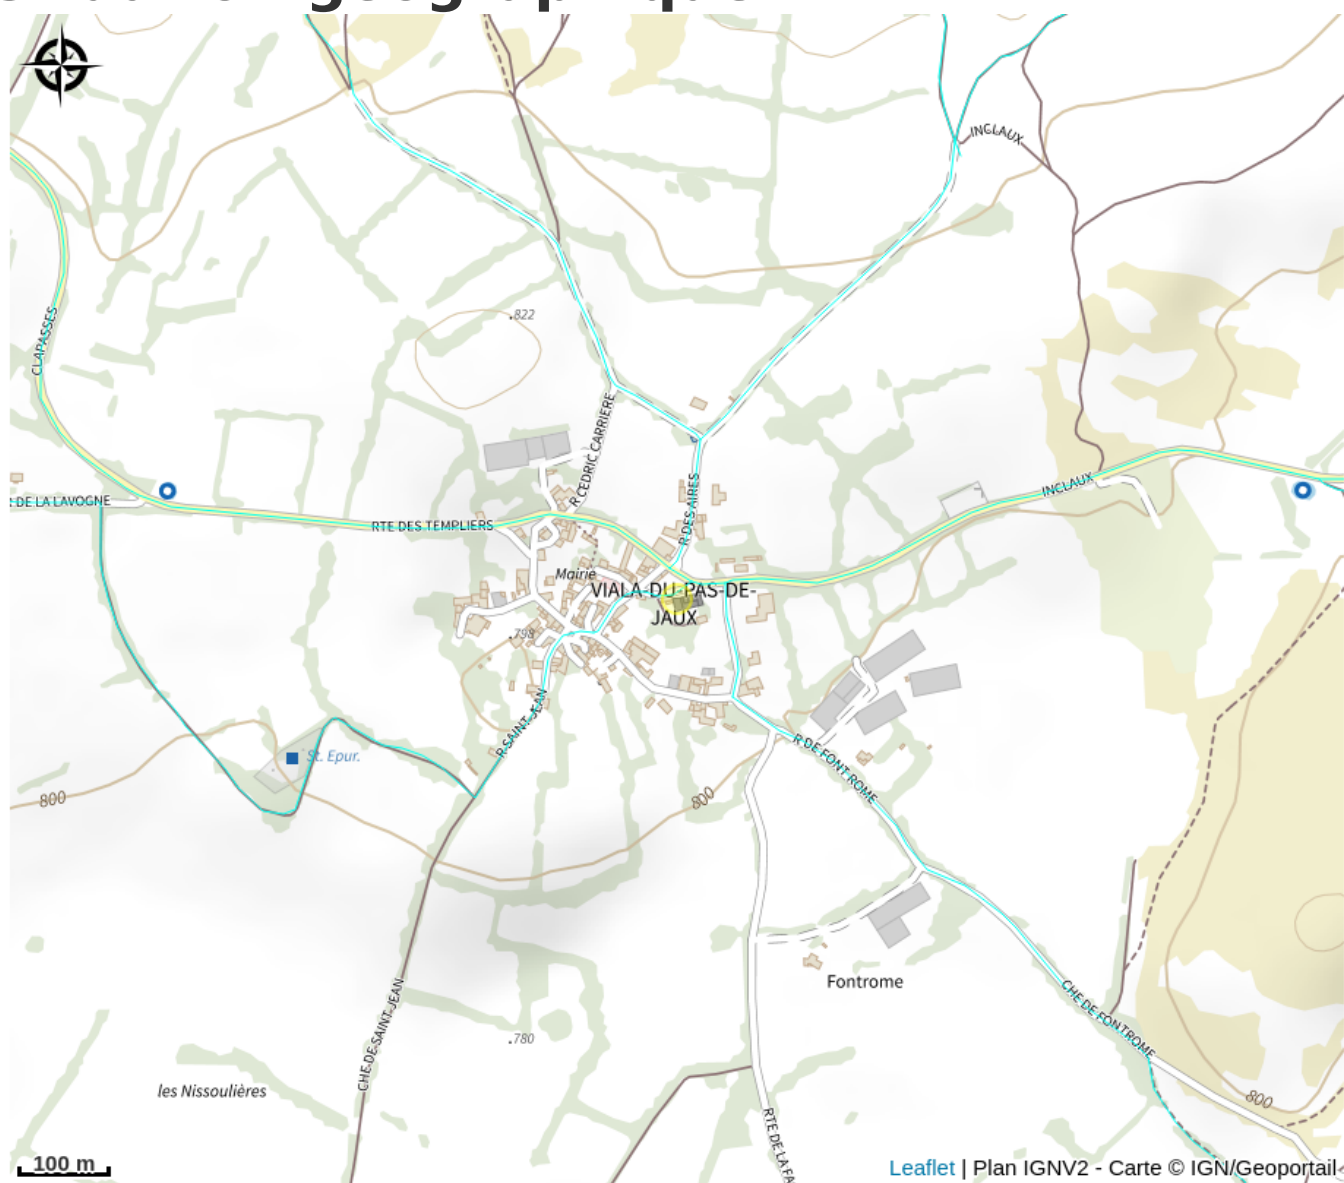 INCLAUX
.822
CLAPASSES
R CEDRIC CARRIERE
DE LA LAVOGNE
RTE DES TEMPLIERS
R DES AIRES
INCLAUX
Mairie
VIALA-DU-PAS-DE-
JAUX
.798
R SAINT-JEAN
St. Epur.
R DE FONT ROME
800
800
Fontrome
CHE DE SAINT-JEAN
CHE DE FONTROME
.780
les Nissoulières
800
RTE DE LA FA
100 m
Leaflet | Plan IGNV2 - Carte © IGN/Geoportail